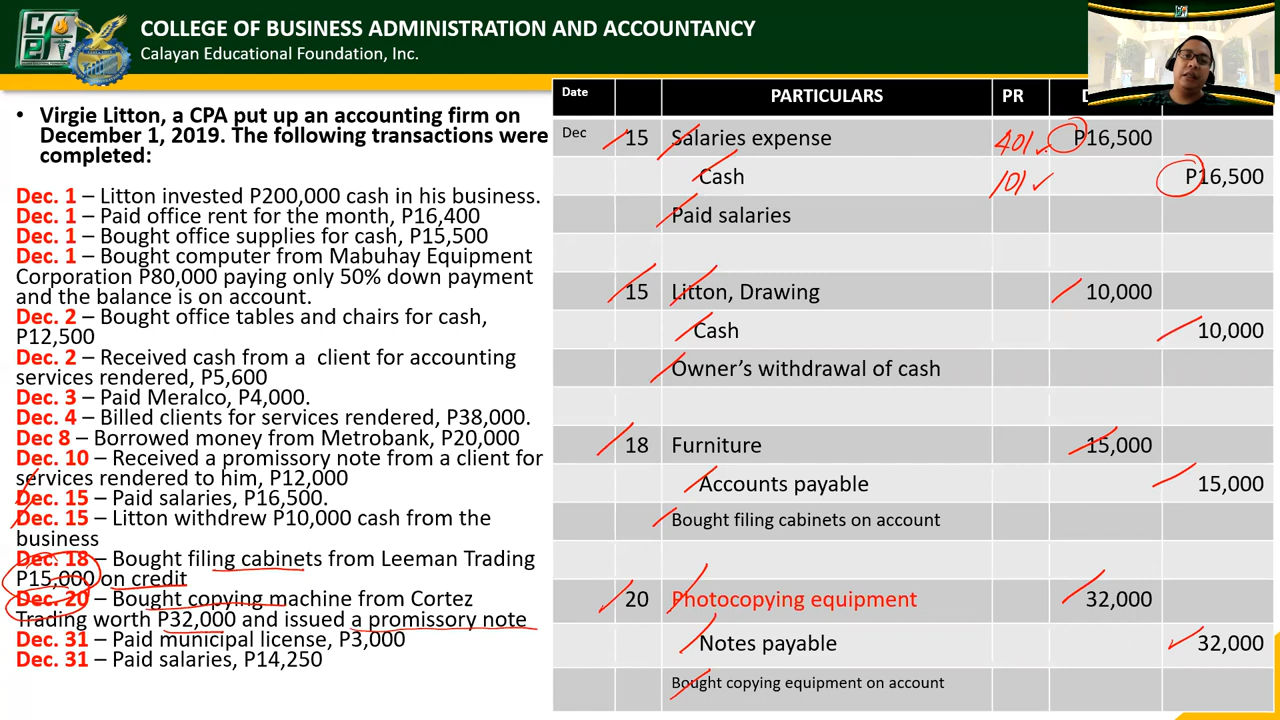 COLLEGE OF BUSINESS ADMINISTRATION AND ACCOUNTANCY
Calayan Educational Foundation, Inc.
• Virgie Litton, a CPA put up an accounting firm on
December 1, 2019. The following transactions were
completed:
Dec. 1 – Litton invested P200,000 cash in his business.
Dec. 1 – Paid office rent for the month, P16,400
Dec. 1 – Bought office supplies for cash, P15,500
Dec. 1 – Bought computer from Mabuhay Equipment
Corporation P80,000 paying only 50% down payment
and the balance is on account.
Dec. 2 – Bought office tables and chairs for cash,
P12,500
Dec. 2 – Received cash from a client for accounting
services rendered, P5,600
Dec. 3 – Paid Meralco, P4,000.
Dec. 4 – Billed clients for services rendered, P38,000.
Dec 8 – Borrowed money from Metrobank, P20,000
Dec. 10 – Received a promissory note from a client for
services rendered to him, P12,000
Dec. 15 – Paid salaries, P16,500.
Dec. 15 – Litton withdrew P10,000 cash from the
business
Dec. 18 – Bought filing cabinets from Leeman Trading
P15,000 on credit
Dec. 20 – Bought copying machine from Cortez
Trading worth P32,000 and issued a promissory note
Dec. 31 – Paid municipal license, P3,000
Dec. 31 – Paid salaries, P14,250
Date PARTICULARS PR
Dec 15 Salaries expense 401 P16,500
Cash 101 P16,500
Paid salaries
15 Litton, Drawing 10,000
Cash 10,000
Owner’s withdrawal of cash
18 Furniture 15,000
Accounts payable 15,000
Bought filing cabinets on account
20 Photocopying equipment 32,000
Notes payable 32,000
Bought copying equipment on account